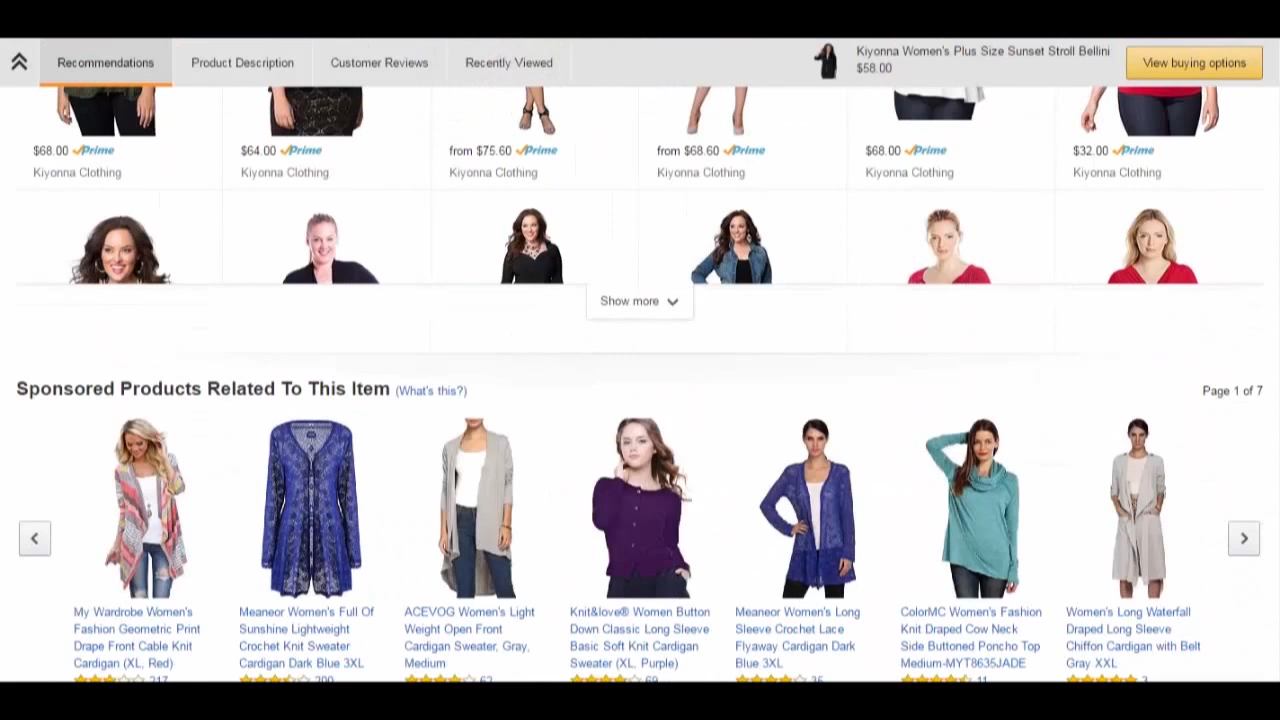 Recommendations Product Description Customer Reviews Recently Viewed
Kiyonna Women's Plus Size Sunset Stroll Bellini
$58.00
View buying options
$68.00 Prime $64.00 Prime from $75.60 Prime from $68.60 Prime $68.00 Prime $32.00 Prime
Kiyonna Clothing Kiyonna Clothing Kiyonna Clothing Kiyonna Clothing Kiyonna Clothing Kiyonna Clothing
Show more
Sponsored Products Related To This Item (What's this?) Page 1 of 7
My Wardrobe Women's
Fashion Geometric Print
Drape Front Cable Knit
Cardigan (XL, Red)
Meaneor Women's Full Of
Sunshine Lightweight
Crochet Knit Sweater
Cardigan Dark Blue 3XL
ACEVOG Women's Light
Weight Open Front
Cardigan Sweater, Gray,
Medium
Knit&love® Women Button
Down Classic Long Sleeve
Basic Soft Knit Cardigan
Sweater (XL, Purple)
Meaneor Women's Long
Sleeve Crochet Lace
Flyaway Cardigan Dark
Blue 3XL
ColorMC Women's Fashion
Knit Draped Cow Neck
Side Buttoned Poncho Top
Medium-MYT8635JADE
Women's Long Waterfall
Draped Long Sleeve
Chiffon Cardigan with Belt
Gray XXL